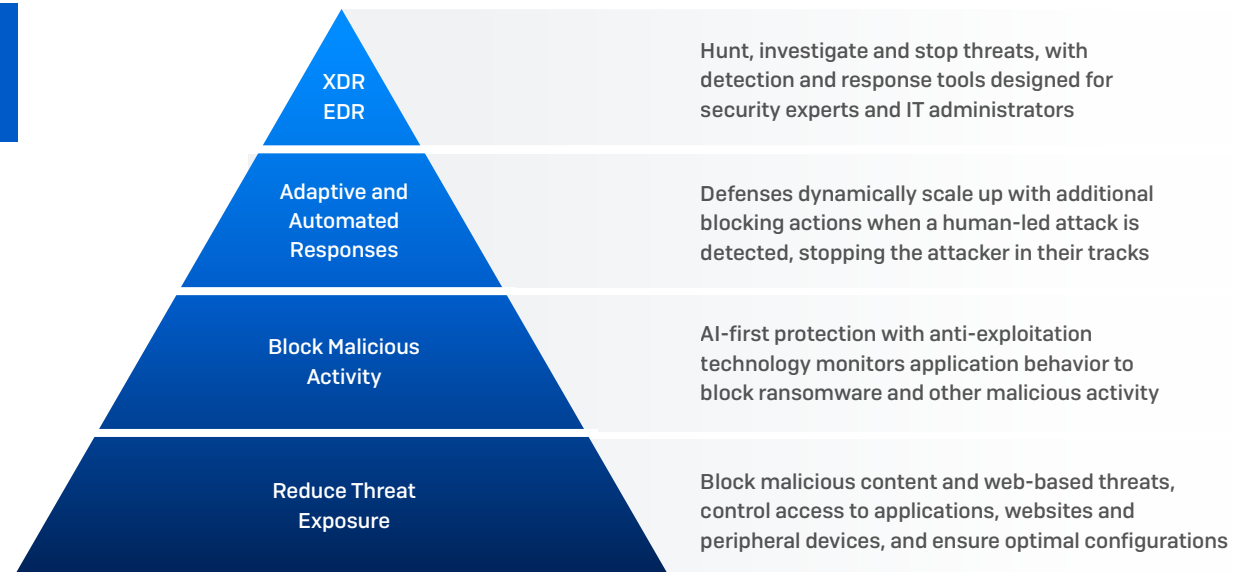 XDR
EDR
Hunt, investigate and stop threats, with
detection and response tools designed for
security experts and IT administrators
Adaptive and
Automated
Responses
Defenses dynamically scale up with additional
blocking actions when a human-led attack is
detected, stopping the attacker in their tracks
Block Malicious
Activity
AI-first protection with anti-exploitation
technology monitors application behavior to
block ransomware and other malicious activity
Reduce Threat
Exposure
Block malicious content and web-based threats,
control access to applications, websites and
peripheral devices, and ensure optimal configurations